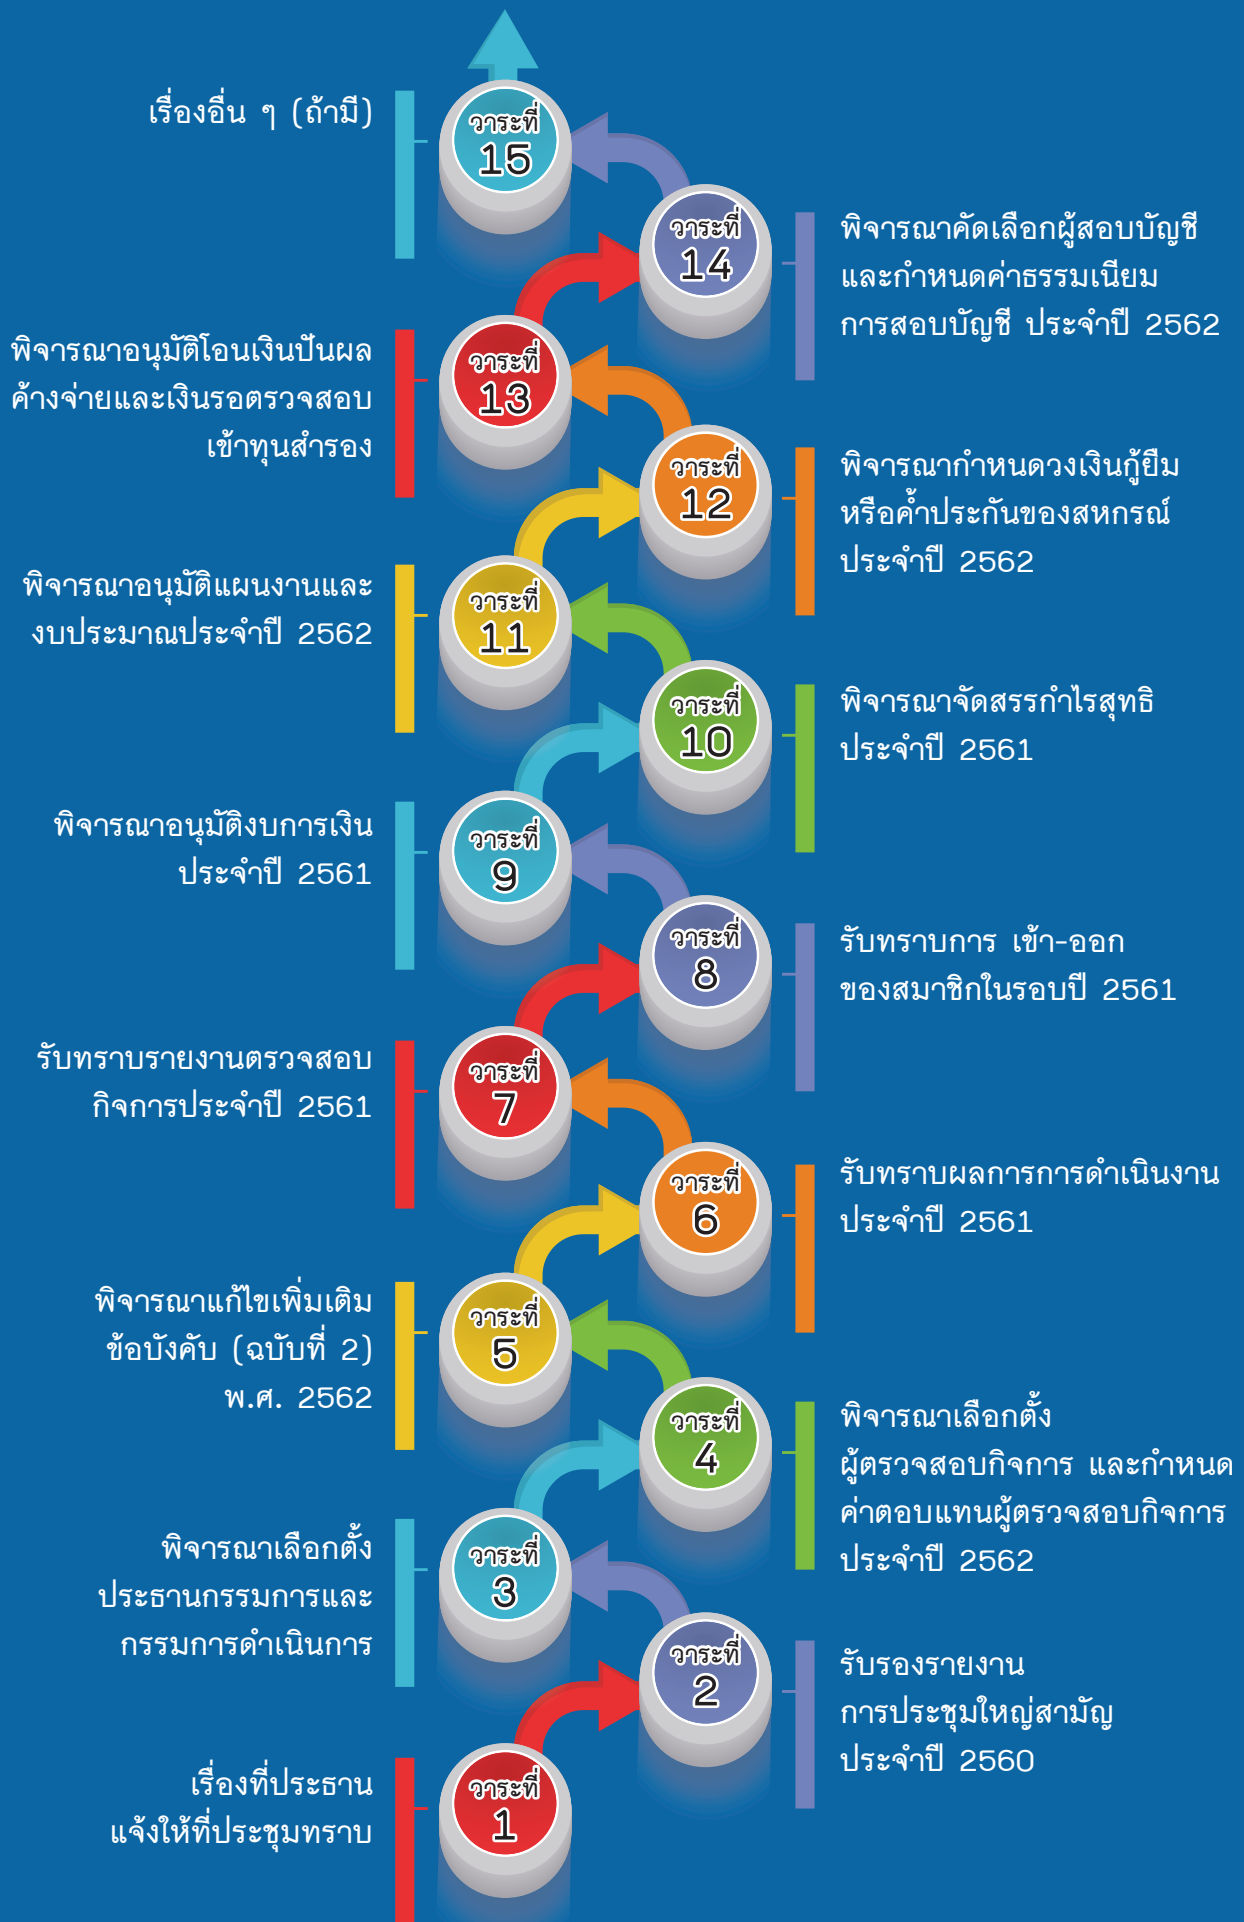 เรื่องอื่น ๆ (ถ้ามี)
วาระที่
15
วาระที่
14
พิจารณาคัดเลือกผู้สอบบัญชี
และกำหนดค่าธรรมเนียม
การสอบบัญชี ประจำปี 2562
พิจารณาอนุมัติโอนเงินปันผล
ค้างจ่ายและเงินรอตรวจสอบ
เข้าทุนสำรอง
วาระที่
13
วาระที่
12
พิจารณากำหนดวงเงินกู้ยืม
หรือค้ำประกันของสหกรณ์
ประจำปี 2562
พิจารณาอนุมัติแผนงานและ
งบประมาณประจำปี 2562
วาระที่
11
วาระที่
10
พิจารณาจัดสรรกำไรสุทธิ
ประจำปี 2561
พิจารณาอนุมัติงบการเงิน
ประจำปี 2561
วาระที่
9
วาระที่
8
รับทราบการ เข้า-ออก
ของสมาชิกในรอบปี 2561
รับทราบรายงานตรวจสอบ
กิจการประจำปี 2561
วาระที่
7
วาระที่
6
รับทราบผลการการดำเนินงาน
ประจำปี 2561
พิจารณาแก้ไขเพิ่มเติม
ข้อบังคับ (ฉบับที่ 2)
พ.ศ. 2562
วาระที่
5
วาระที่
4
พิจารณาเลือกตั้ง
ผู้ตรวจสอบกิจการ และกำหนด
ค่าตอบแทนผู้ตรวจสอบกิจการ
ประจำปี 2562
พิจารณาเลือกตั้ง
ประธานกรรมการและ
กรรมการดำเนินการ
วาระที่
3
วาระที่
2
รับรองรายงาน
การประชุมใหญ่สามัญ
ประจำปี 2560
เรื่องที่ประธาน
แจ้งให้ที่ประชุมทราบ
วาระที่
1